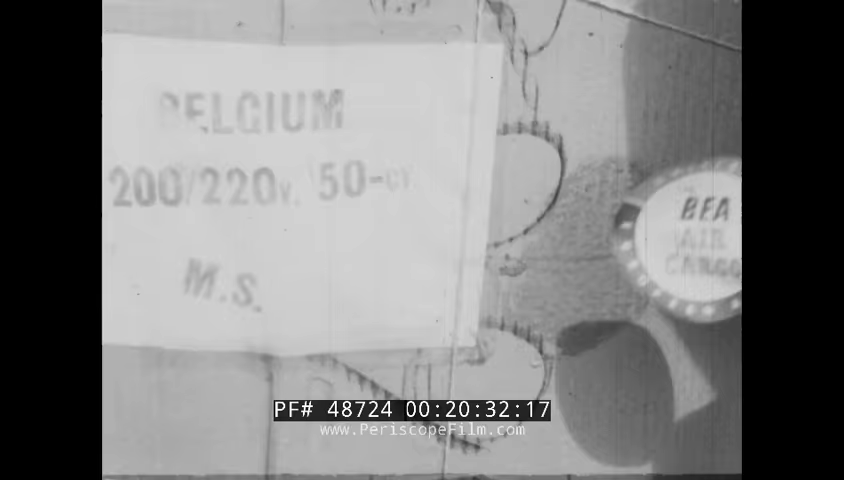 BELGIUM
200/220v. 50-cy
M.S.
BEA
AIR
CARGO
PF# 48724 00:20:32:17
www.PeriscopeFilm.com